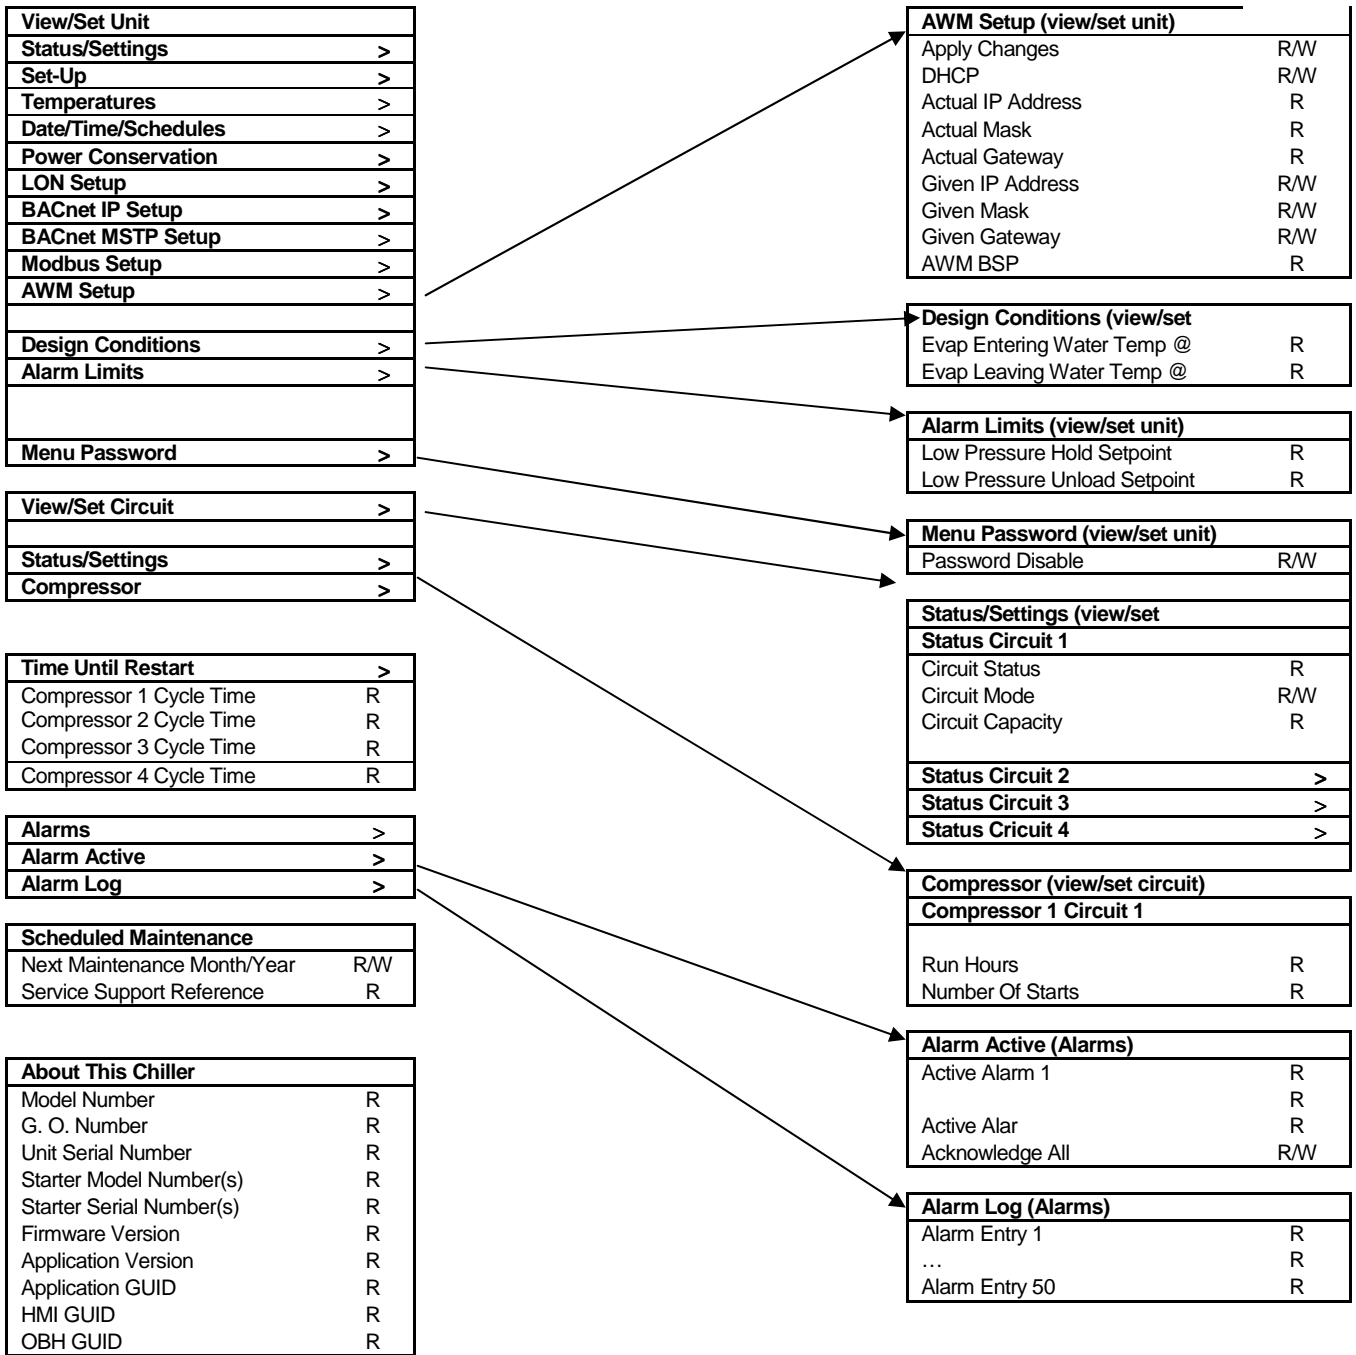 View/Set Unit
Status/Settings >
Set-Up >
Temperatures >
Date/Time/Schedules >
Power Conservation >
LON Setup >
BACnet IP Setup >
BACnet MSTP Setup >
Modbus Setup >
AWM Setup >
Design Conditions >
Alarm Limits >
Menu Password >
View/Set Circuit >
Status/Settings >
Compressor >
Time Until Restart >
Compressor 1 Cycle Time R
Compressor 2 Cycle Time R
Compressor 3 Cycle Time R
Compressor 4 Cycle Time R
Alarms >
Alarm Active >
Alarm Log >
Scheduled Maintenance
Next Maintenance Month/Year R/W
Service Support Reference R
About This Chiller
Model Number R
G. O. Number R
Unit Serial Number R
Starter Model Number(s) R
Starter Serial Number(s) R
Firmware Version R
Application Version R
Application GUID R
HMI GUID R
OBH GUID R
AWM Setup (view/set unit)
Apply Changes R/W
DHCP R/W
Actual IP Address R
Actual Mask R
Actual Gateway R
Given IP Address R/W
Given Mask R/W
Given Gateway R/W
AWM BSP R
Design Conditions (view/set
Evap Entering Water Temp @ R
Evap Leaving Water Temp @ R
Alarm Limits (view/set unit)
Low Pressure Hold Setpoint R
Low Pressure Unload Setpoint R
Menu Password (view/set unit)
Password Disable R/W
Status/Settings (view/set
Status Circuit 1
Circuit Status R
Circuit Mode R/W
Circuit Capacity R
Status Circuit 2 >
Status Circuit 3 >
Status Cricuit 4 >
Compressor (view/set circuit)
Compressor 1 Circuit 1
Run Hours R
Number Of Starts R
Alarm Active (Alarms)
Active Alarm 1 R
R
Active Alar R
Acknowledge All R/W
Alarm Log (Alarms)
Alarm Entry 1 R
… R
Alarm Entry 50 R